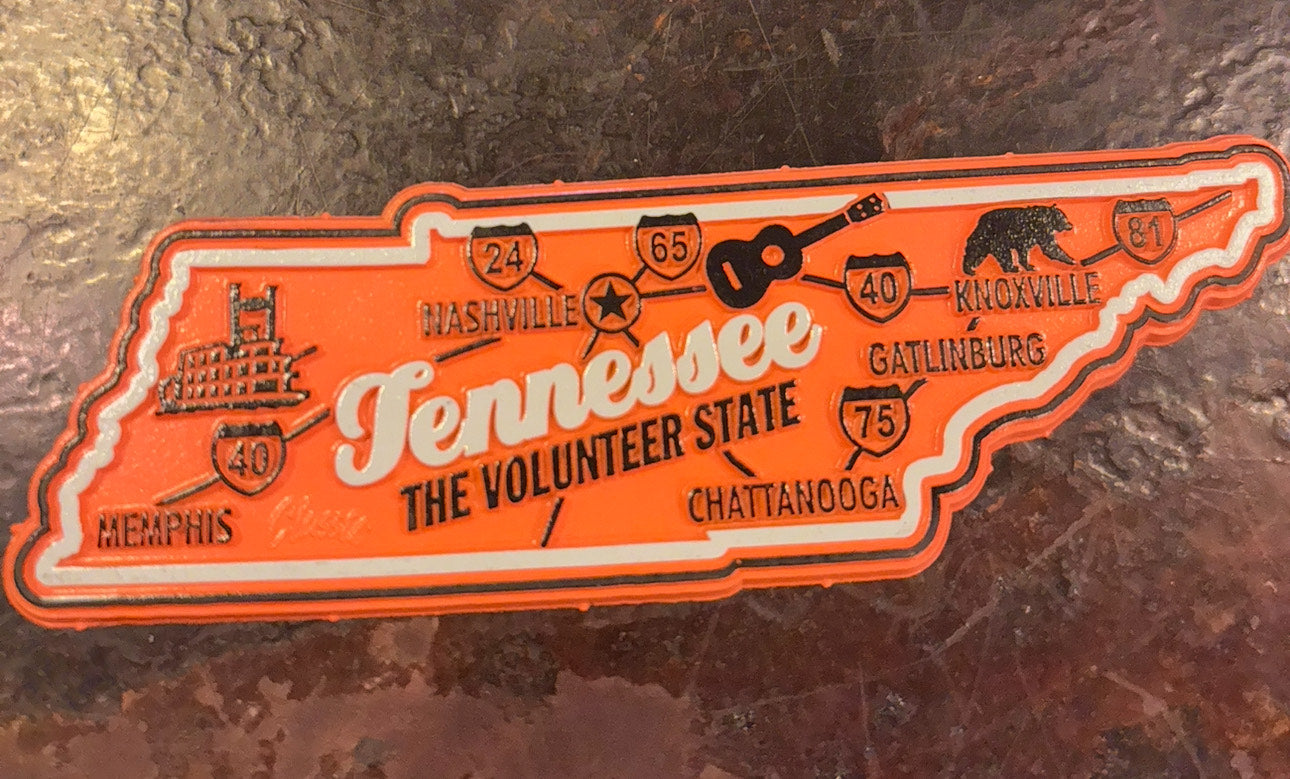 24
65
81
40
NASHVILLE
KNOXVILLE
Tennessee
GATLINBURG
THE VOLUNTEER STATE
75
40
CHATTANOOGA
MEMPHIS